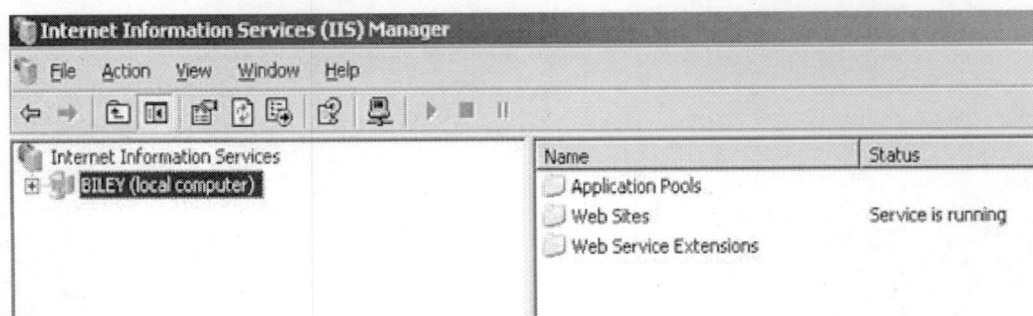 Internet Information Services (IIS) Manager
File Action View Window Help
Internet Information Services
BILEY (local computer)
Name Status
Application Pools
Web Sites Service is running
Web Service Extensions